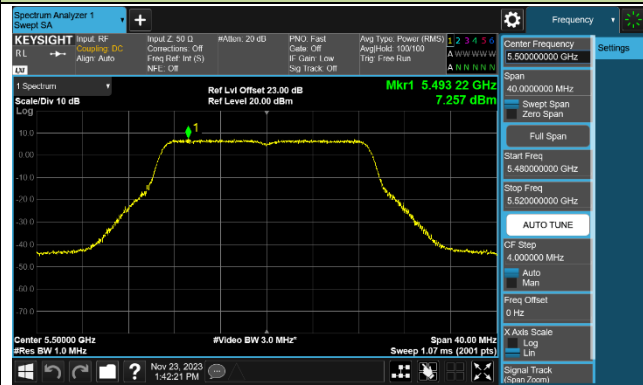 Spectrum Analyzer 1
Swept SA
Frequency
KEYSIGHT
RL
LXI
Input: RF
Coupling: DC
Align: Auto
Input Z: 50 Ω
Corrections: Off
Freq Ref: Int (S)
NFE: Off
#Atten: 20 dB
PNO: Fast
Gate: Off
IF Gain: Low
Sig Track: Off
Avg Type: Power (RMS)
Avg|Hold: 100/100
Trig: Free Run
1 2 3 4 5 6
A W W W W W
A N N N N N
1 Spectrum
Scale/Div 10 dB
Ref Lvl Offset 23.00 dB
Ref Level 20.00 dBm
Mkr1 5.493 22 GHz
7.257 dBm
Log
10.0
0.00
-10.0
-20.0
-30.0
-40.0
-50.0
-60.0
-70.0
1
Center 5.50000 GHz
#Res BW 1.0 MHz
#Video BW 3.0 MHz*
Span 40.00 MHz
Sweep 1.07 ms (2001 pts)
Nov 23, 2023
1:42:21 PM
Center Frequency
5.500000000 GHz
Settings
Span
40.0000000 MHz
Swept Span
Zero Span
Full Span
Start Freq
5.480000000 GHz
Stop Freq
5.520000000 GHz
AUTO TUNE
CF Step
4.000000 MHz
Auto
Man
Freq Offset
0 Hz
X Axis Scale
Log
Lin
Signal Track
(Span Zoom)